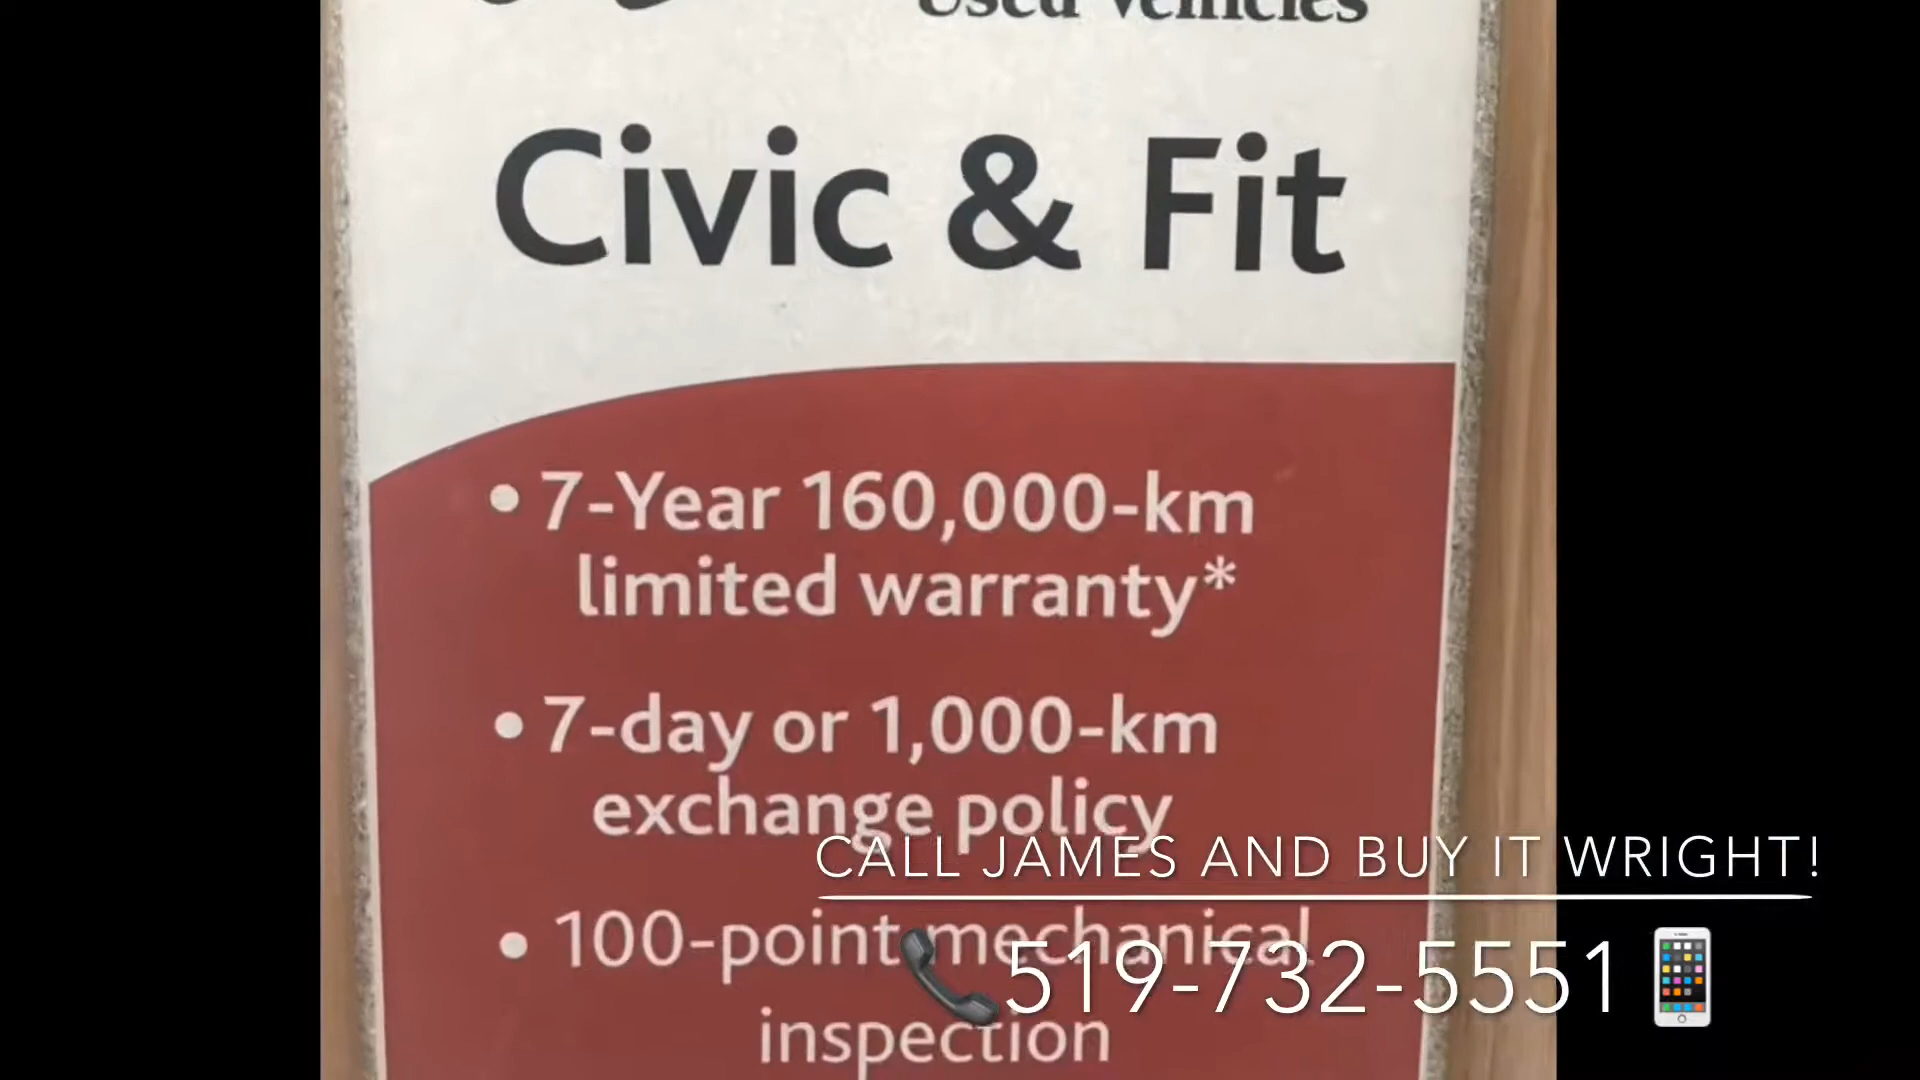 Used Vehicles
Civic & Fit
• 7-Year 160,000-km
limited warranty*
• 7-day or 1,000-km
exchange policy
CALL JAMES AND BUY IT WRIGHT!
• 100-point mechanical
519-732-5551
inspection